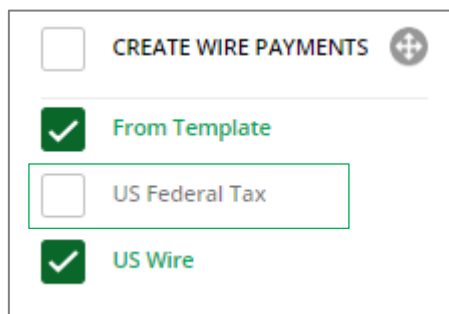 CREATE WIRE PAYMENTS
From Template
US Federal Tax
US Wire